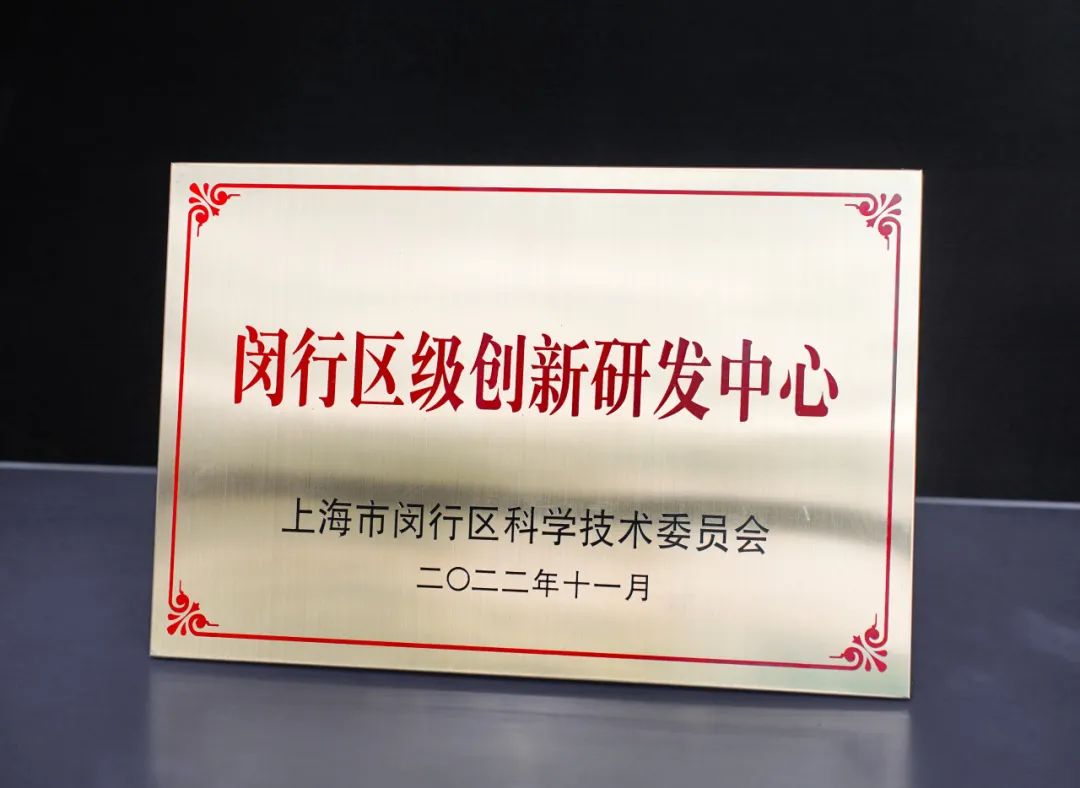 闵行区级创新研发中心
上海市闵行区科学技术委员会
二〇二二年十一月